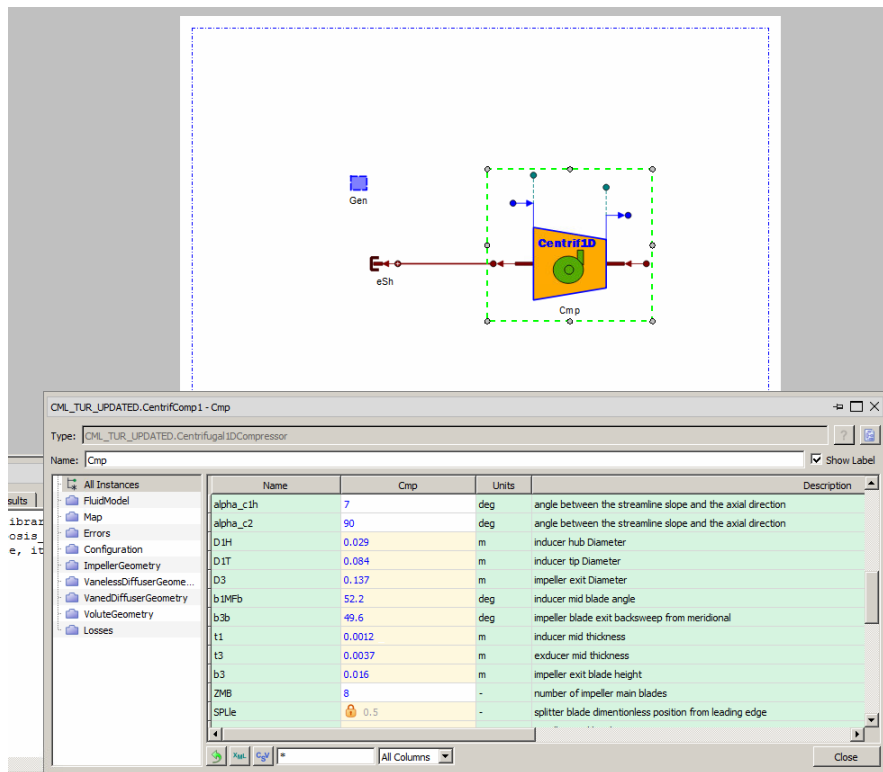 Gen
Centrif1D
eSh
Cmp
CML_TUR_UPDATED.CentrifComp1 - Cmp
Type: CML_TUR_UPDATED.Centrifugal1DCompressor ?
Name: Cmp Show Label
sults
ibrar
osis_
e, it
All Instances
FluidModel
Map
Errors
Configuration
ImpellerGeometry
VanelessDiffuserGeome...
VanedDiffuserGeometry
VoluteGeometry
Losses
Name Cmp Units Description
alpha_c1h 7 deg angle between the streamline slope and the axial direction
alpha_c2 90 deg angle between the streamline slope and the axial direction
D1H 0.029 m inducer hub Diameter
D1T 0.084 m inducer tip Diameter
D3 0.137 m impeller exit Diameter
b1MFb 52.2 deg inducer mid blade angle
b3b 49.6 deg impeller blade exit backsweep from meridional
t1 0.0012 m inducer mid thickness
t3 0.0037 m exducer mid thickness
b3 0.016 m impeller exit blade height
ZMB 8 - number of impeller main blades
SPLle 0.5 - splitter blade dimentionless position from leading edge
XML CSV * All Columns Close